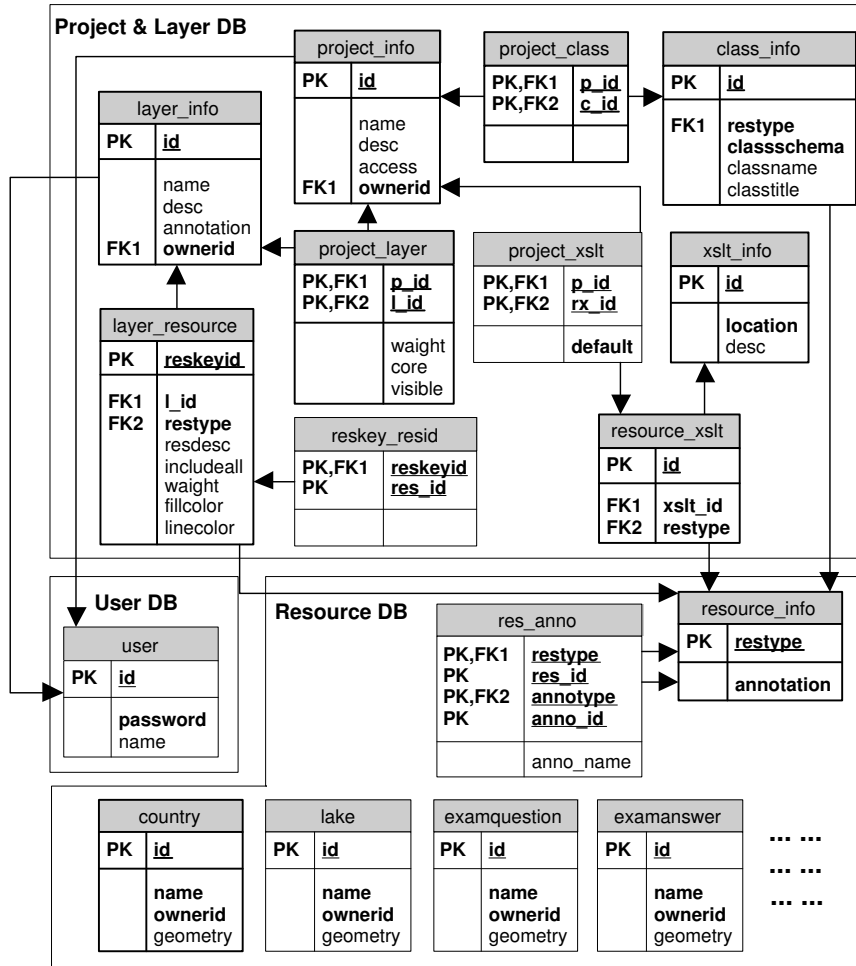 Project & Layer DB
project_info
PK id
name
desc
access
FK1 ownerid
project_class
PK,FK1 p_id
PK,FK2 c_id
class_info
PK id
FK1 restype
classschema
classname
classtitle
layer_info
PK id
name
desc
annotation
FK1 ownerid
project_layer
PK,FK1 p_id
PK,FK2 l_id
waight
core
visible
project_xslt
PK,FK1 p_id
PK,FK2 rx_id
default
xslt_info
PK id
location
desc
layer_resource
PK reskeyid
FK1 l_id
FK2 restype
resdesc
includeall
waight
fillcolor
linecolor
reskey_resid
PK,FK1 reskeyid
PK res_id
resource_xslt
PK id
FK1 xslt_id
FK2 restype
User DB
user
PK id
password
name
Resource DB
res_anno
PK,FK1 restype
PK res_id
PK,FK2 annotype
PK anno_id
anno_name
resource_info
PK restype
annotation
country
PK id
name
ownerid
geometry
lake
PK id
name
ownerid
geometry
examquestion
PK id
name
ownerid
geometry
examanswer
PK id
name
ownerid
geometry
... ...
... ...
... ...